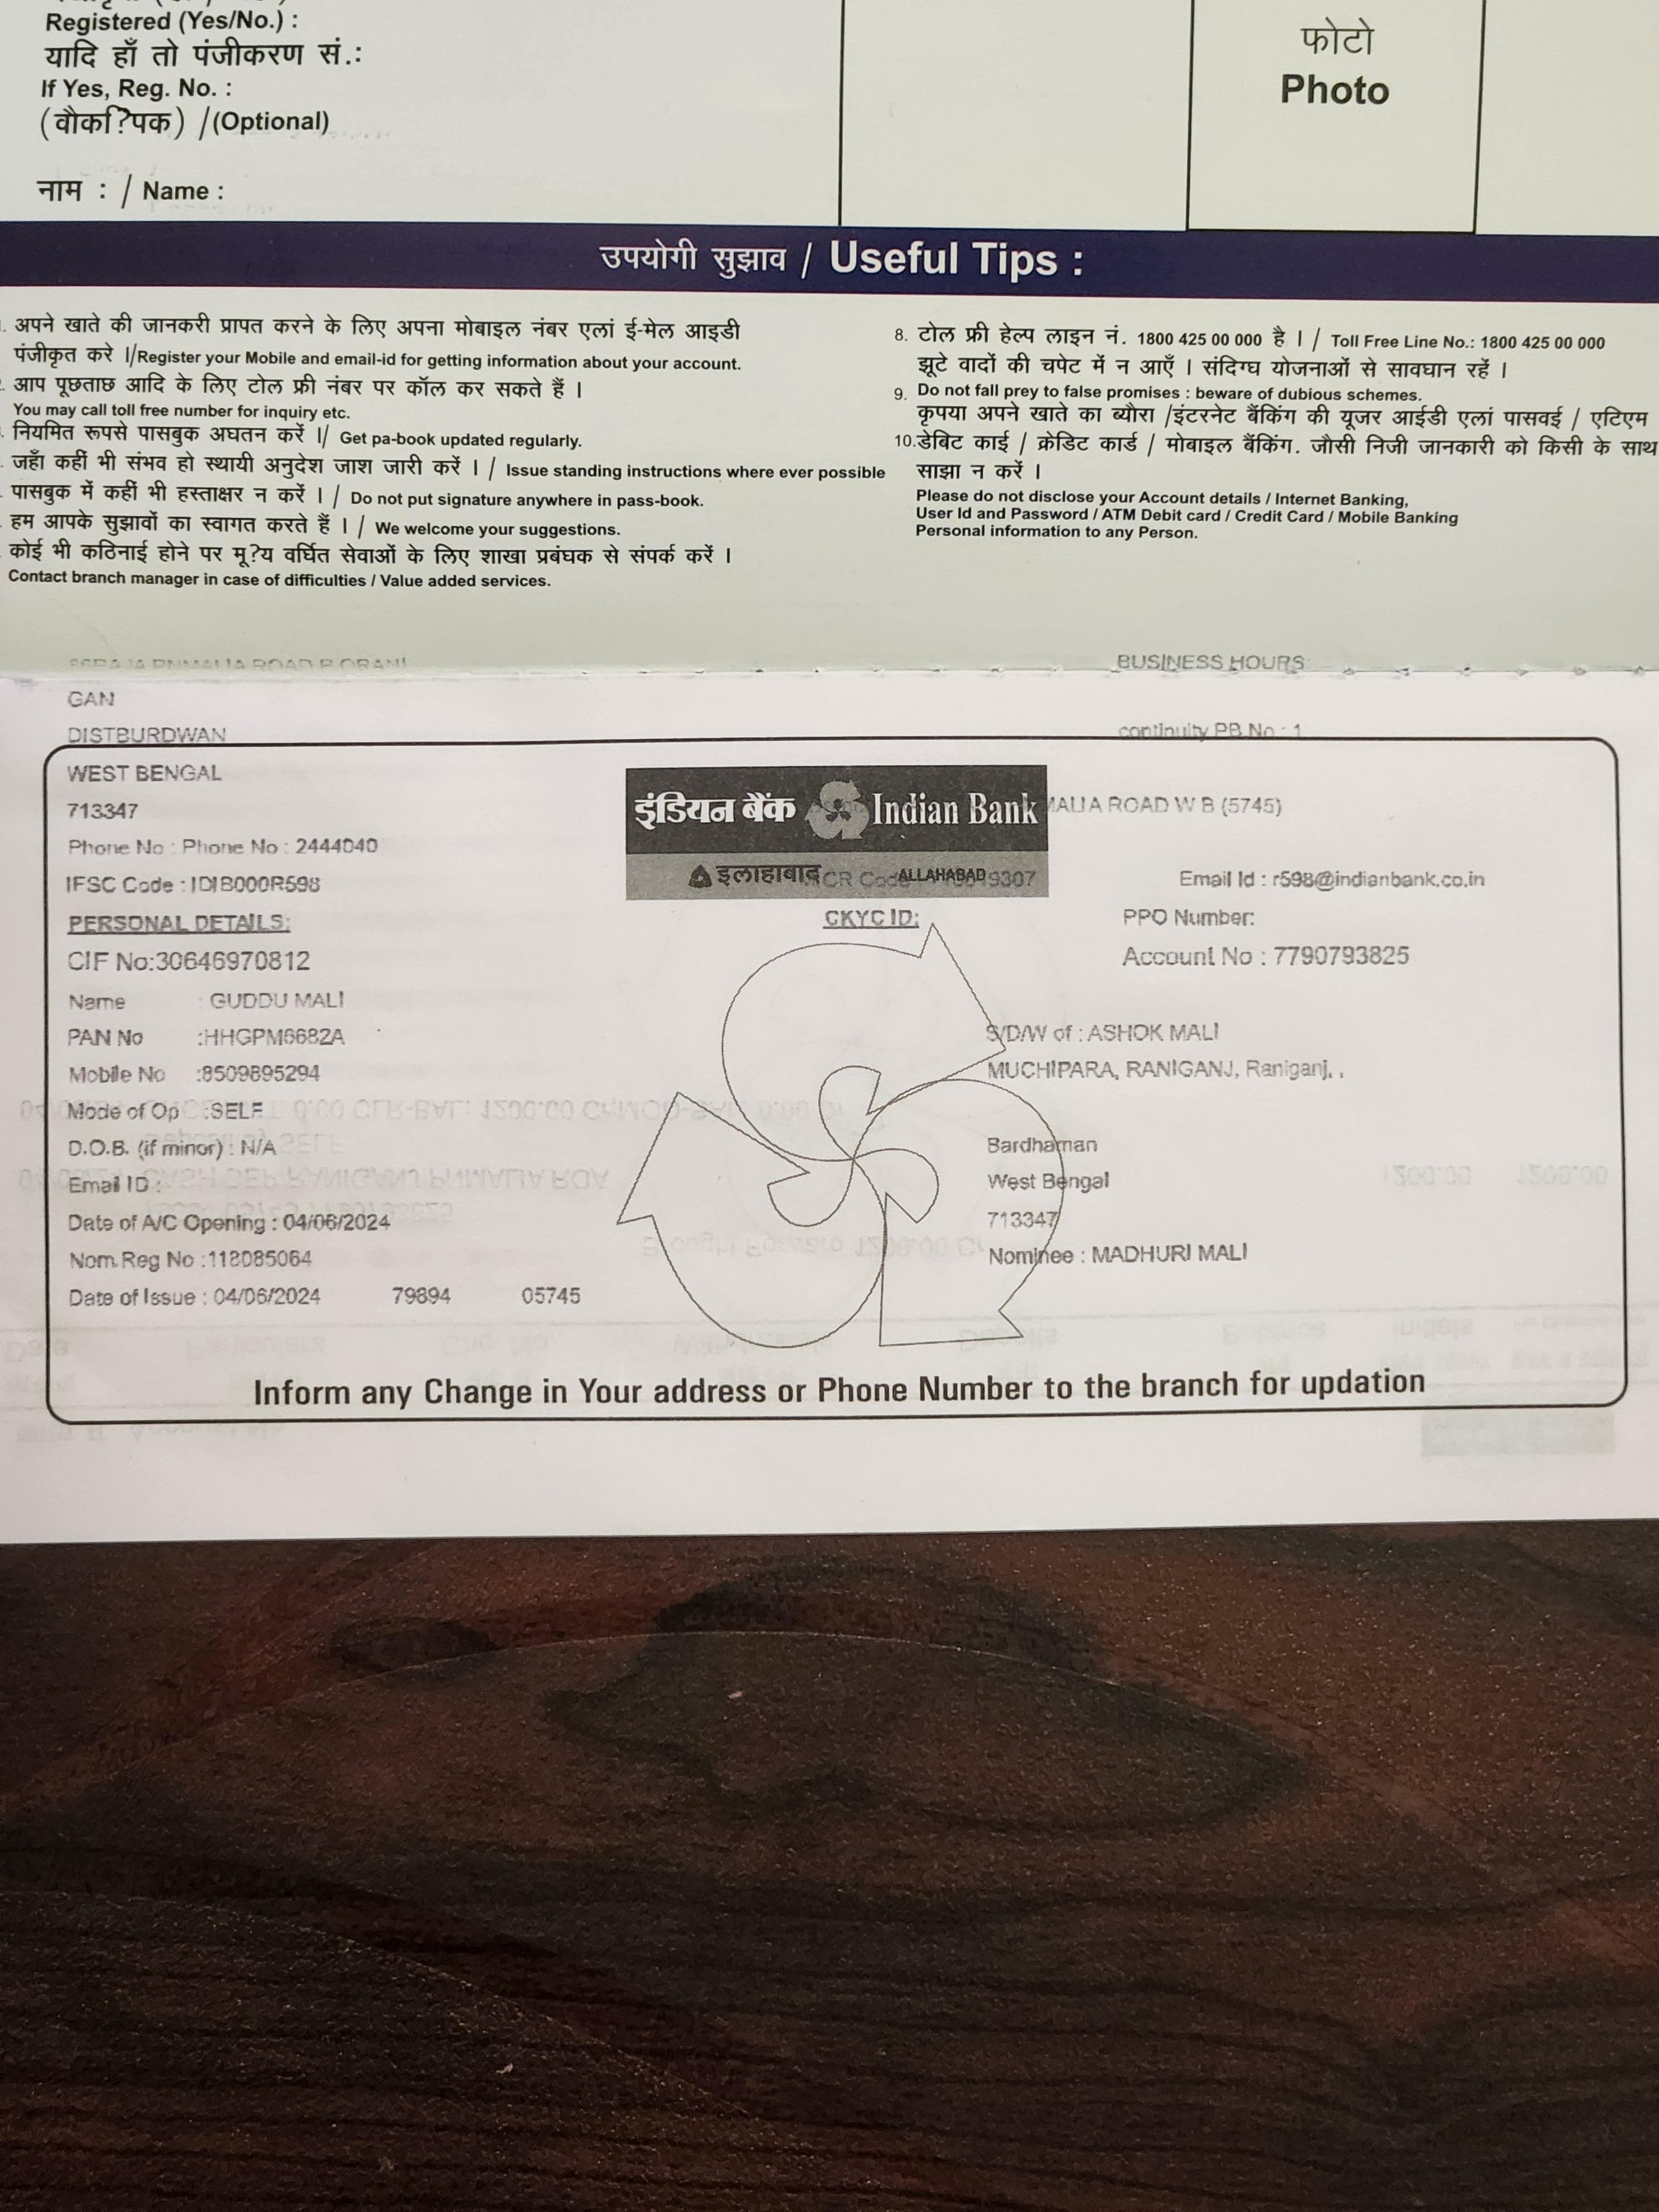 Registered (Yes/No.) :
यादि हाँ तो पंजीकरण सं.:
If Yes, Reg. No. :
(वौकि?पक) /(Optional)
नाम : / Name :
फोटो
Photo
उपयोगी सुझाव / Useful Tips :
. अपने खाते की जानकरी प्रापत करने के लिए अपना मोबाइल नंबर एलां ई-मेल आइडी
पंजीकृत करे ।/Register your Mobile and email-id for getting information about your account.
. आप पूछताछ आदि के लिए टोल फ्री नंबर पर कॉल कर सकते हैं ।
You may call toll free number for inquiry etc.
. नियमित रूपसे पासबुक अघतन करें ।/ Get pa-book updated regularly.
. जहाँ कहीं भी संभव हो स्थायी अनुदेश जाश जारी करें । / Issue standing instructions where ever possible
. पासबुक में कहीं भी हस्ताक्षर न करें । / Do not put signature anywhere in pass-book.
. हम आपके सुझावों का स्वागत करते हैं । / We welcome your suggestions.
कोई भी कठिनाई होने पर मू?य वर्घित सेवाओं के लिए शाखा प्रबंघक से संपर्क करें ।
Contact branch manager in case of difficulties / Value added services.
8. टोल फ्री हेल्प लाइन नं. 1800 425 00 000 है । / Toll Free Line No.: 1800 425 00 000
झूटे वादों की चपेट में न आएँ । संदिग्घ योजनाओं से सावघान रहें ।
9. Do not fall prey to false promises : beware of dubious schemes.
कृपया अपने खाते का ब्यौरा /इंटरनेट बैंकिंग की यूजर आईडी एलां पासवई / एटिएम
10.डेबिट काई / क्रेडिट कार्ड / मोबाइल बैंकिंग. जौसी निजी जानकारी को किसी के साथ
साझा न करें ।
Please do not disclose your Account details / Internet Banking,
User Id and Password / ATM Debit card / Credit Card / Mobile Banking
Personal information to any Person.
BUSINESS HOURS
GAN
DISTBURDWAN
continuity PB No : 1
WEST BENGAL
713347
Phone No : Phone No : 2444040
IFSC Code : IDIB000R598
इंडियन बैंक Indian Bank
इलाहाबाद ALLAHABAD
ROAD W B (5745)
Email Id : r598@indianbank.co.in
PERSONAL DETAILS:
CKYC ID:
PPO Number:
CIF No:30646970812
Account No : 7790793825
Name : GUDDU MALI
PAN No :HHGPM6682A
S/D/W of : ASHOK MALI
Mobile No :8509895294
MUCHIPARA, RANIGANJ, Raniganj, ,
Mode of Op :SELF
D.O.B. (if minor) : N/A
Bardhaman
Email ID :
West Bengal
Date of A/C Opening : 04/06/2024
713347
Nom Reg No :118085064
Nominee : MADHURI MALI
Date of Issue : 04/06/2024 79894 05745
Inform any Change in Your address or Phone Number to the branch for updation